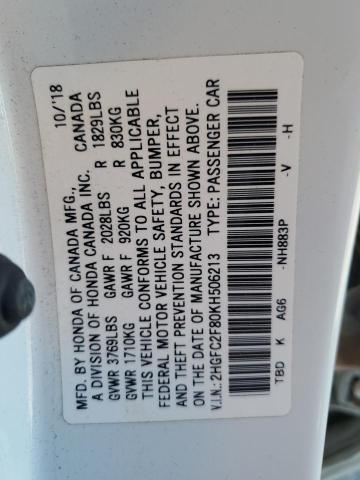 MFD. BY HONDA OF CANADA MFG., 10/'18
A DIVISION OF HONDA CANADA INC. CANADA
GVWR 3769LBS GAWR F 2028LBS R 1829LBS
GVWR 1710KG GAWR F 920KG R 830KG
THIS VEHICLE CONFORMS TO ALL APPLICABLE
FEDERAL MOTOR VEHICLE SAFETY, BUMPER,
AND THEFT PREVENTION STANDARDS IN EFFECT
ON THE DATE OF MANUFACTURE SHOWN ABOVE.
V.I.N.: 2HGFC2F80KH506213 TYPE: PASSENGER CAR
TBD K AG6 -NH883P -V -H